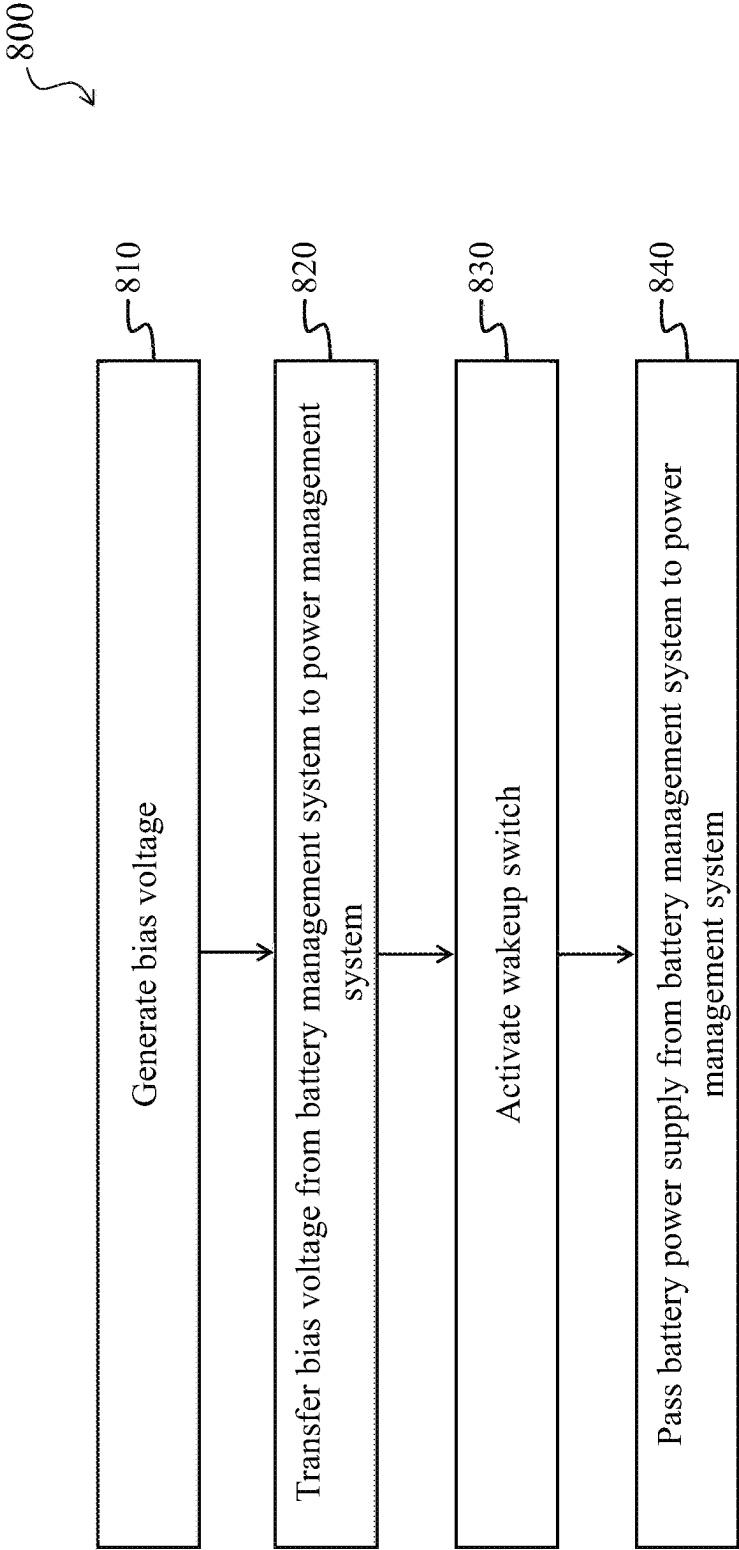 800
810
Generate bias voltage
820
Transfer bias voltage from battery management system to power management
system
830
Activate wakeup switch
840
Pass battery power supply from battery management system to power
management system